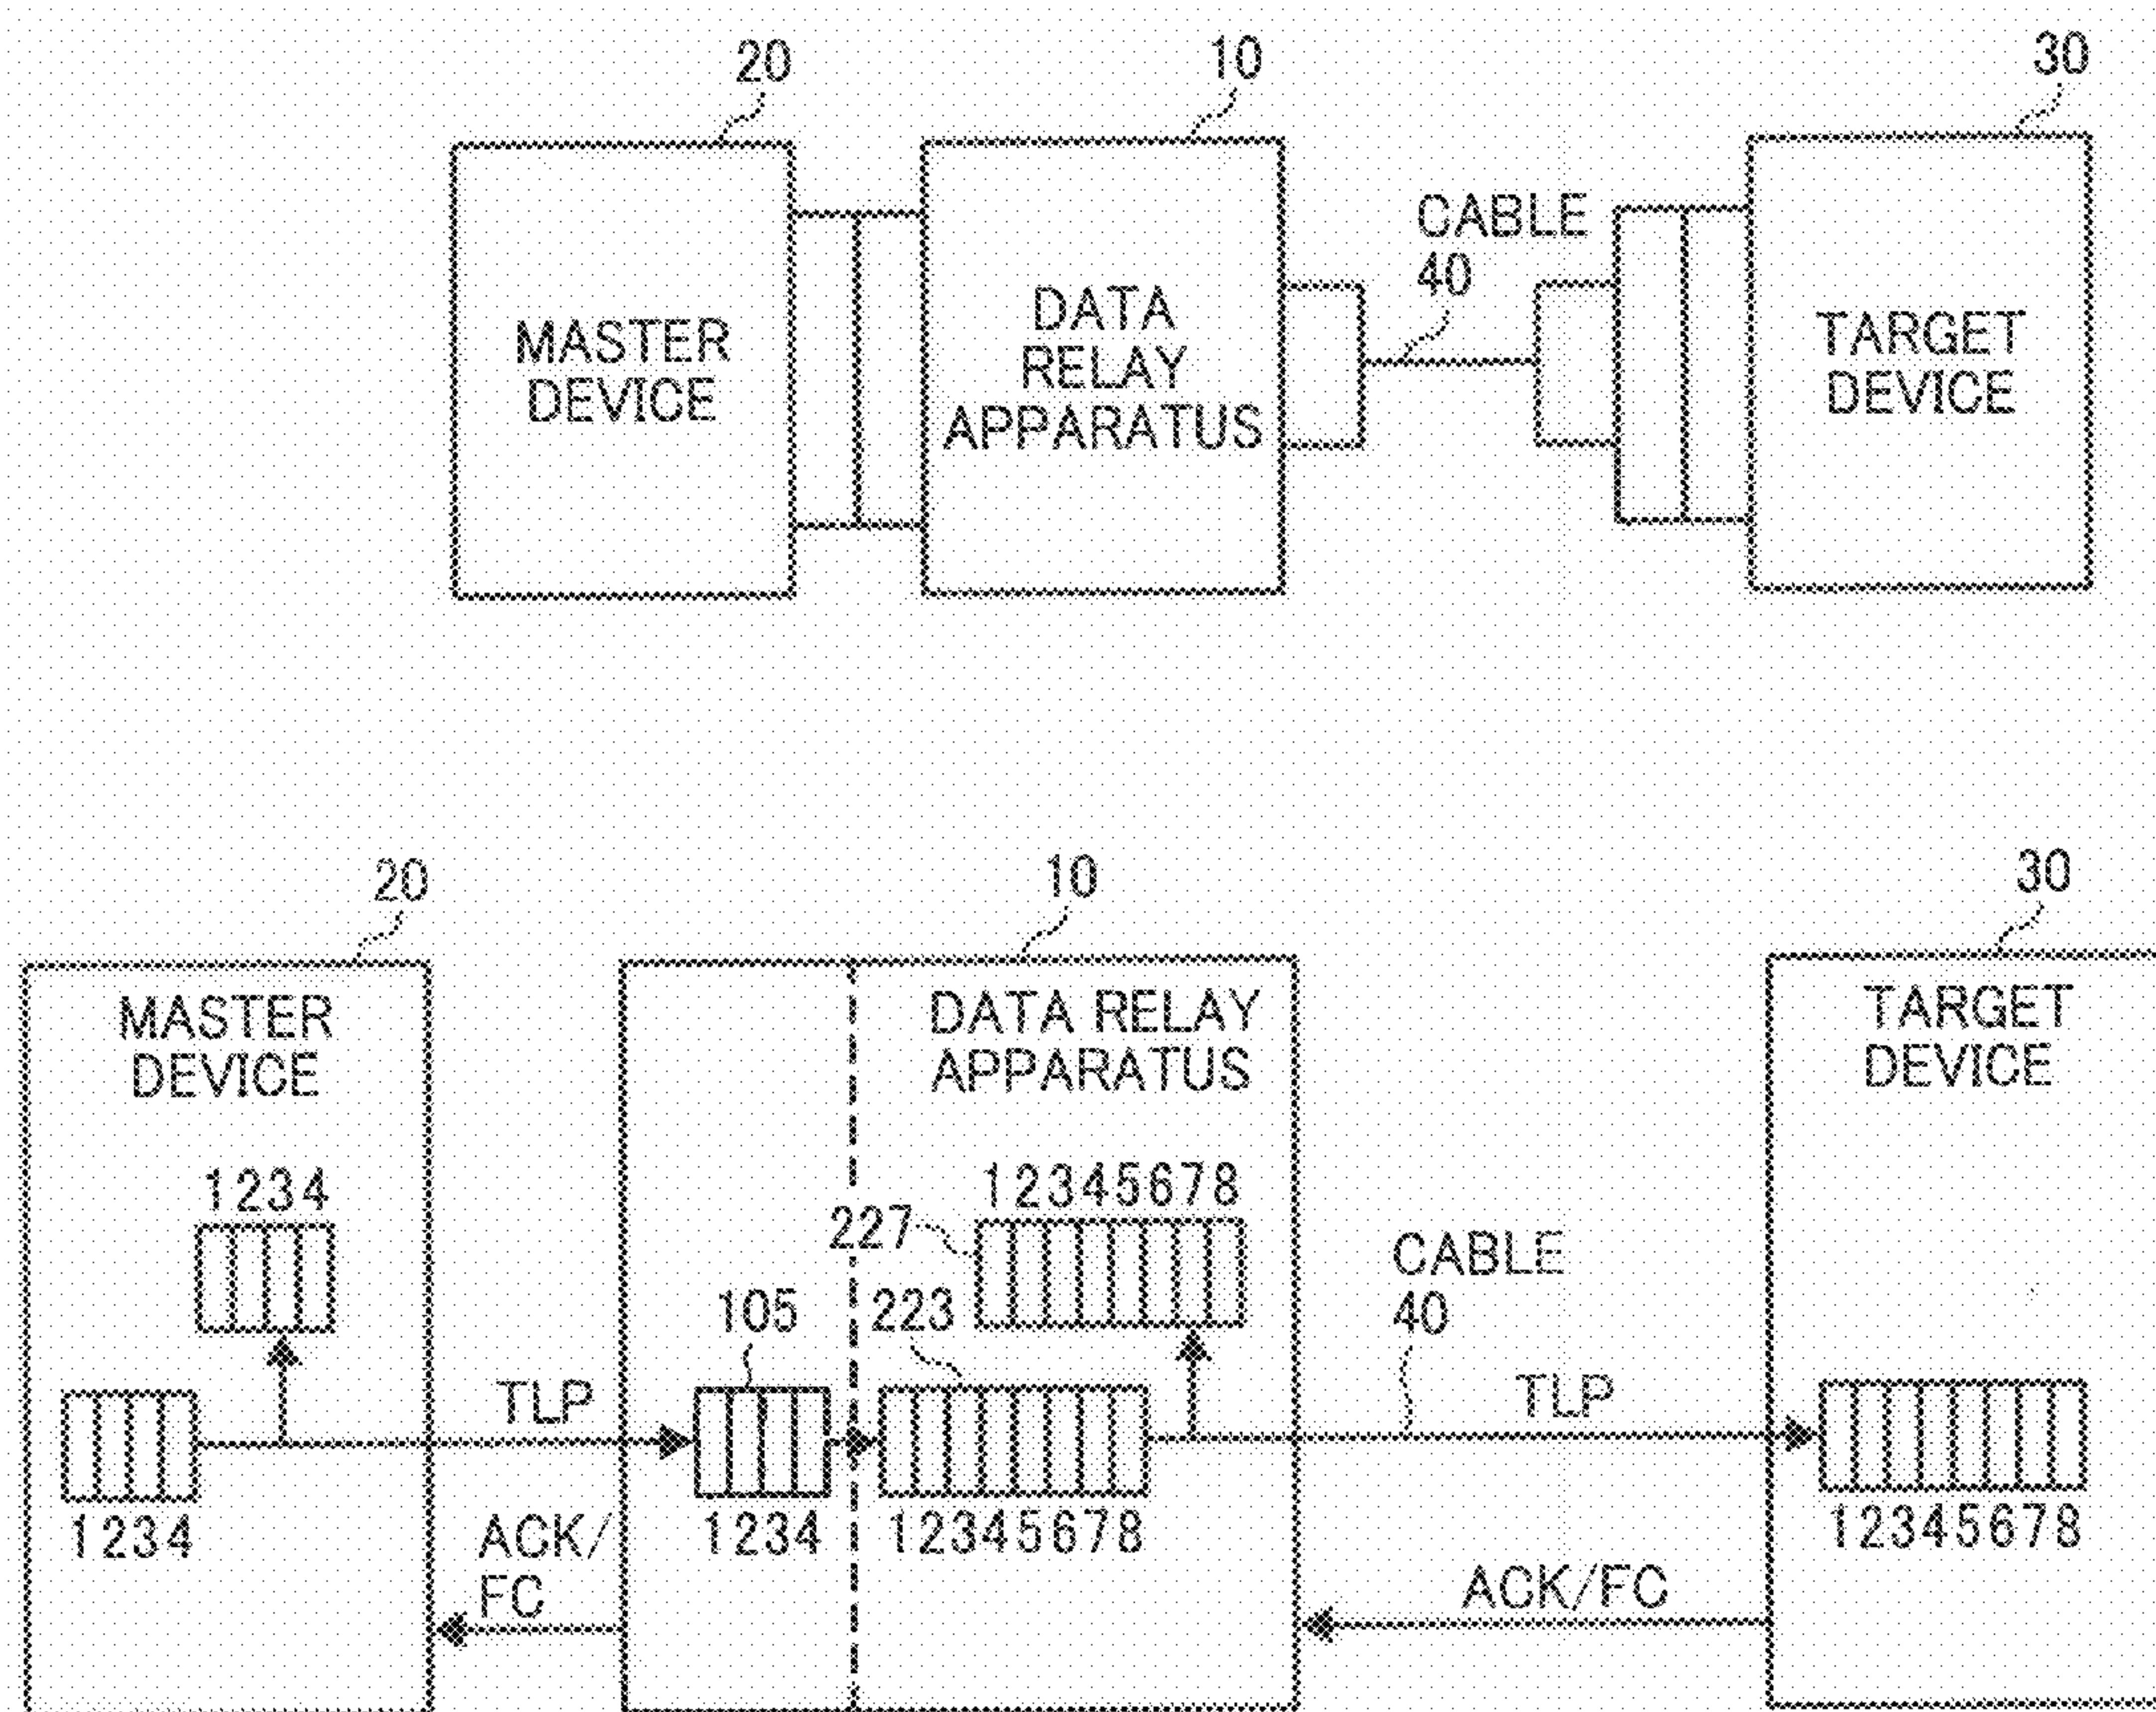 20
10
30
MASTER
DEVICE
DATA
RELAY
APPARATUS
CABLE
40
TARGET
DEVICE
20
10
30
MASTER
DEVICE
DATA RELAY
APPARATUS
TARGET
DEVICE
1234
12345678
227
CABLE
40
105
223
TLP
TLP
1234
1234
12345678
12345678
ACK/
FC
ACK/FC